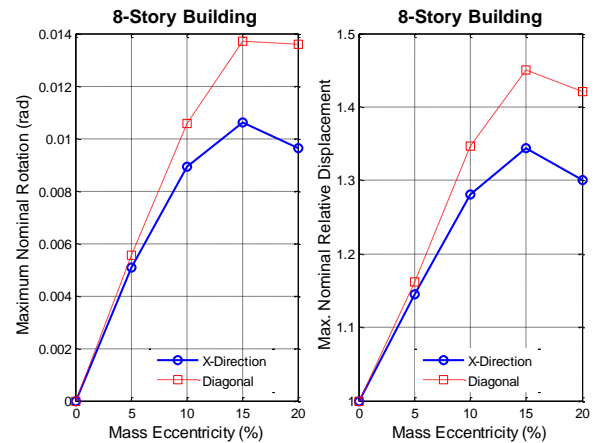 8-Story Building
Maximum Nominal Rotation (rad)
0.014
0.012
0.01
0.008
0.006
0.004
0.002
0
0 5 10 15 20
Mass Eccentricity (%)
X-Direction
Diagonal
8-Story Building
Max. Nominal Relative Displacement
1.5
1.4
1.3
1.2
1.1
1
0 5 10 15 20
Mass Eccentricity (%)
X-Direction
Diagonal